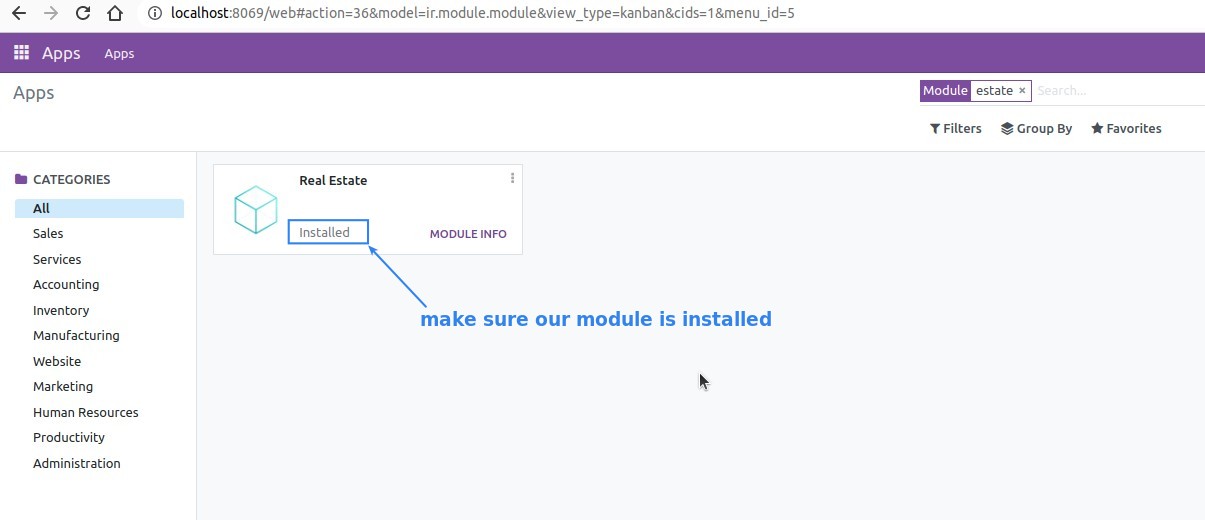 localhost:8069/web#action=36&model=ir.module.module&view_type=kanban&cids=1&menu_id=5
Apps Apps
Apps
Module estate × Search...
Filters Group By Favorites
CATEGORIES
All
Sales
Services
Accounting
Inventory
Manufacturing
Website
Marketing
Human Resources
Productivity
Administration
Real Estate
Installed MODULE INFO
make sure our module is installed